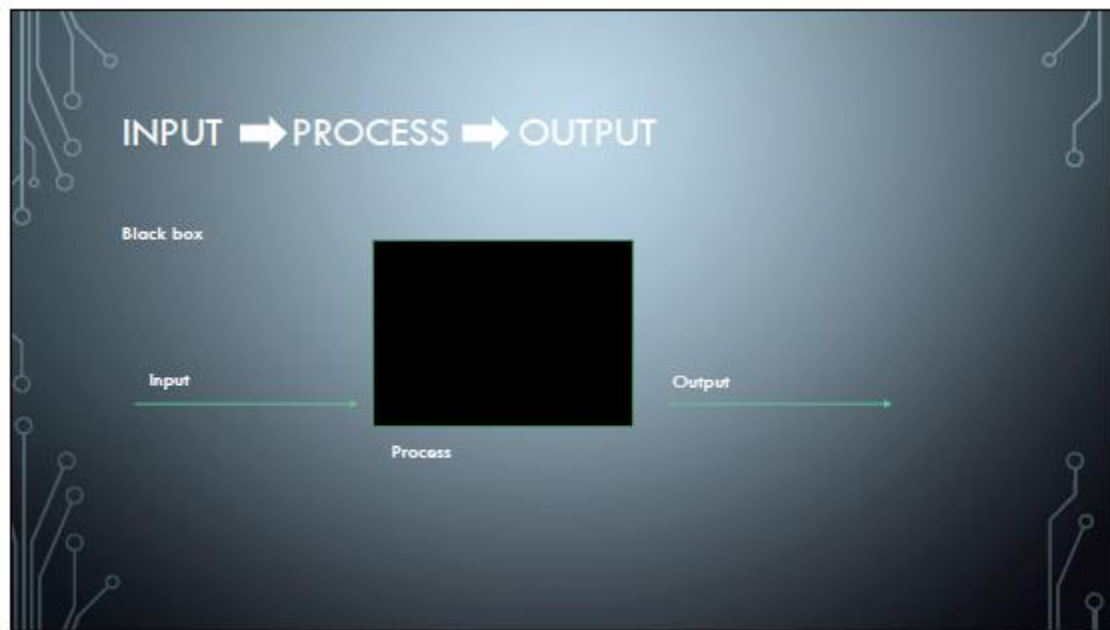 INPUT PROCESS OUTPUT
Black box
Input
Output
Process